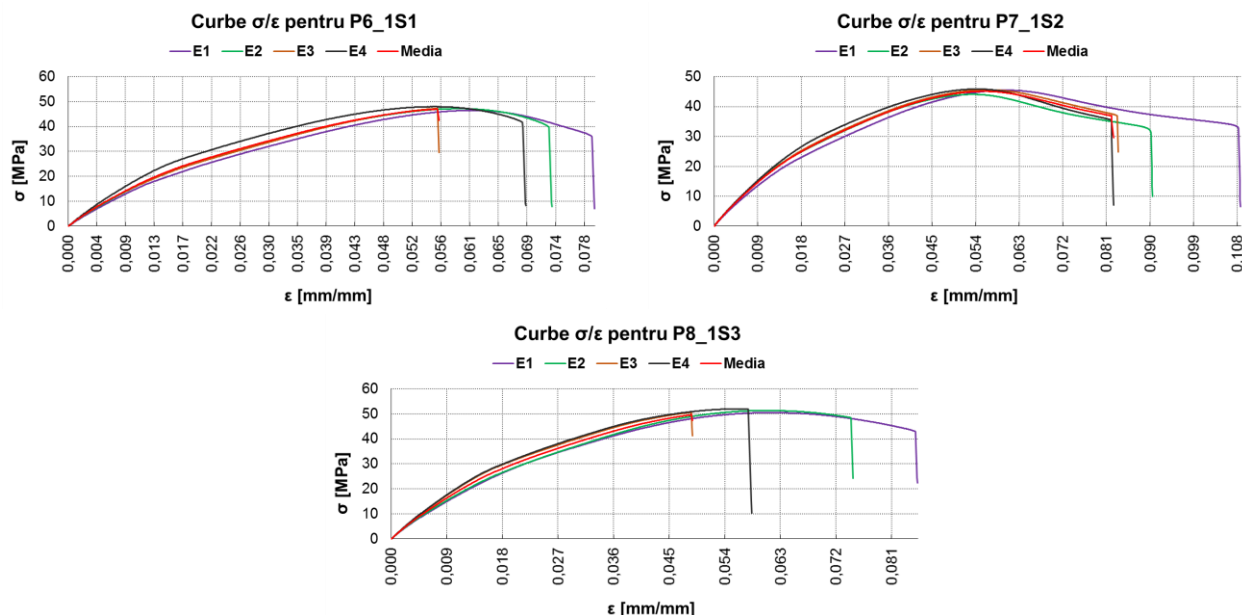 Curbe σ/ε pentru P6_1S1
E1 E2 E3 E4 Media
σ [MPa]
60
50
40
30
20
10
0
0,000 0,004 0,009 0,013 0,017 0,022 0,026 0,030 0,035 0,039 0,043 0,048 0,052 0,056 0,061 0,065 0,069 0,074 0,078
ε [mm/mm]
Curbe σ/ε pentru P7_1S2
E1 E2 E3 E4 Media
σ [MPa]
50
40
30
20
10
0
0,000 0,009 0,018 0,027 0,036 0,045 0,054 0,063 0,072 0,081 0,090 0,099 0,108
ε [mm/mm]
Curbe σ/ε pentru P8_1S3
E1 E2 E3 E4 Media
σ [MPa]
60
50
40
30
20
10
0
0,000 0,009 0,018 0,027 0,036 0,045 0,054 0,063 0,072 0,081
ε [mm/mm]